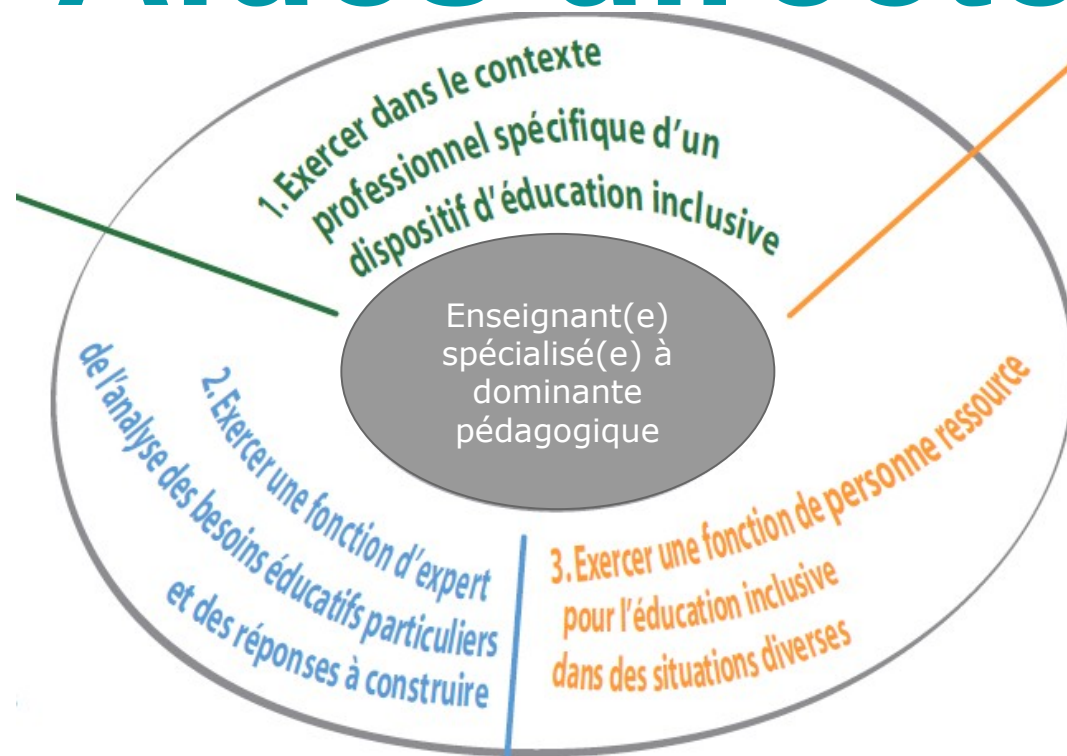 1. Exercer dans le contexte
professionnel spécifique d'un
dispositif d'éducation inclusive
Enseignant(e)
spécialisé(e) à
dominante
pédagogique
2. Exercer une fonction d'expert
de l'analyse des besoins éducatifs particuliers
et des réponses à construire
3. Exercer une fonction de personne ressource
pour l'éducation inclusive
dans des situations diverses